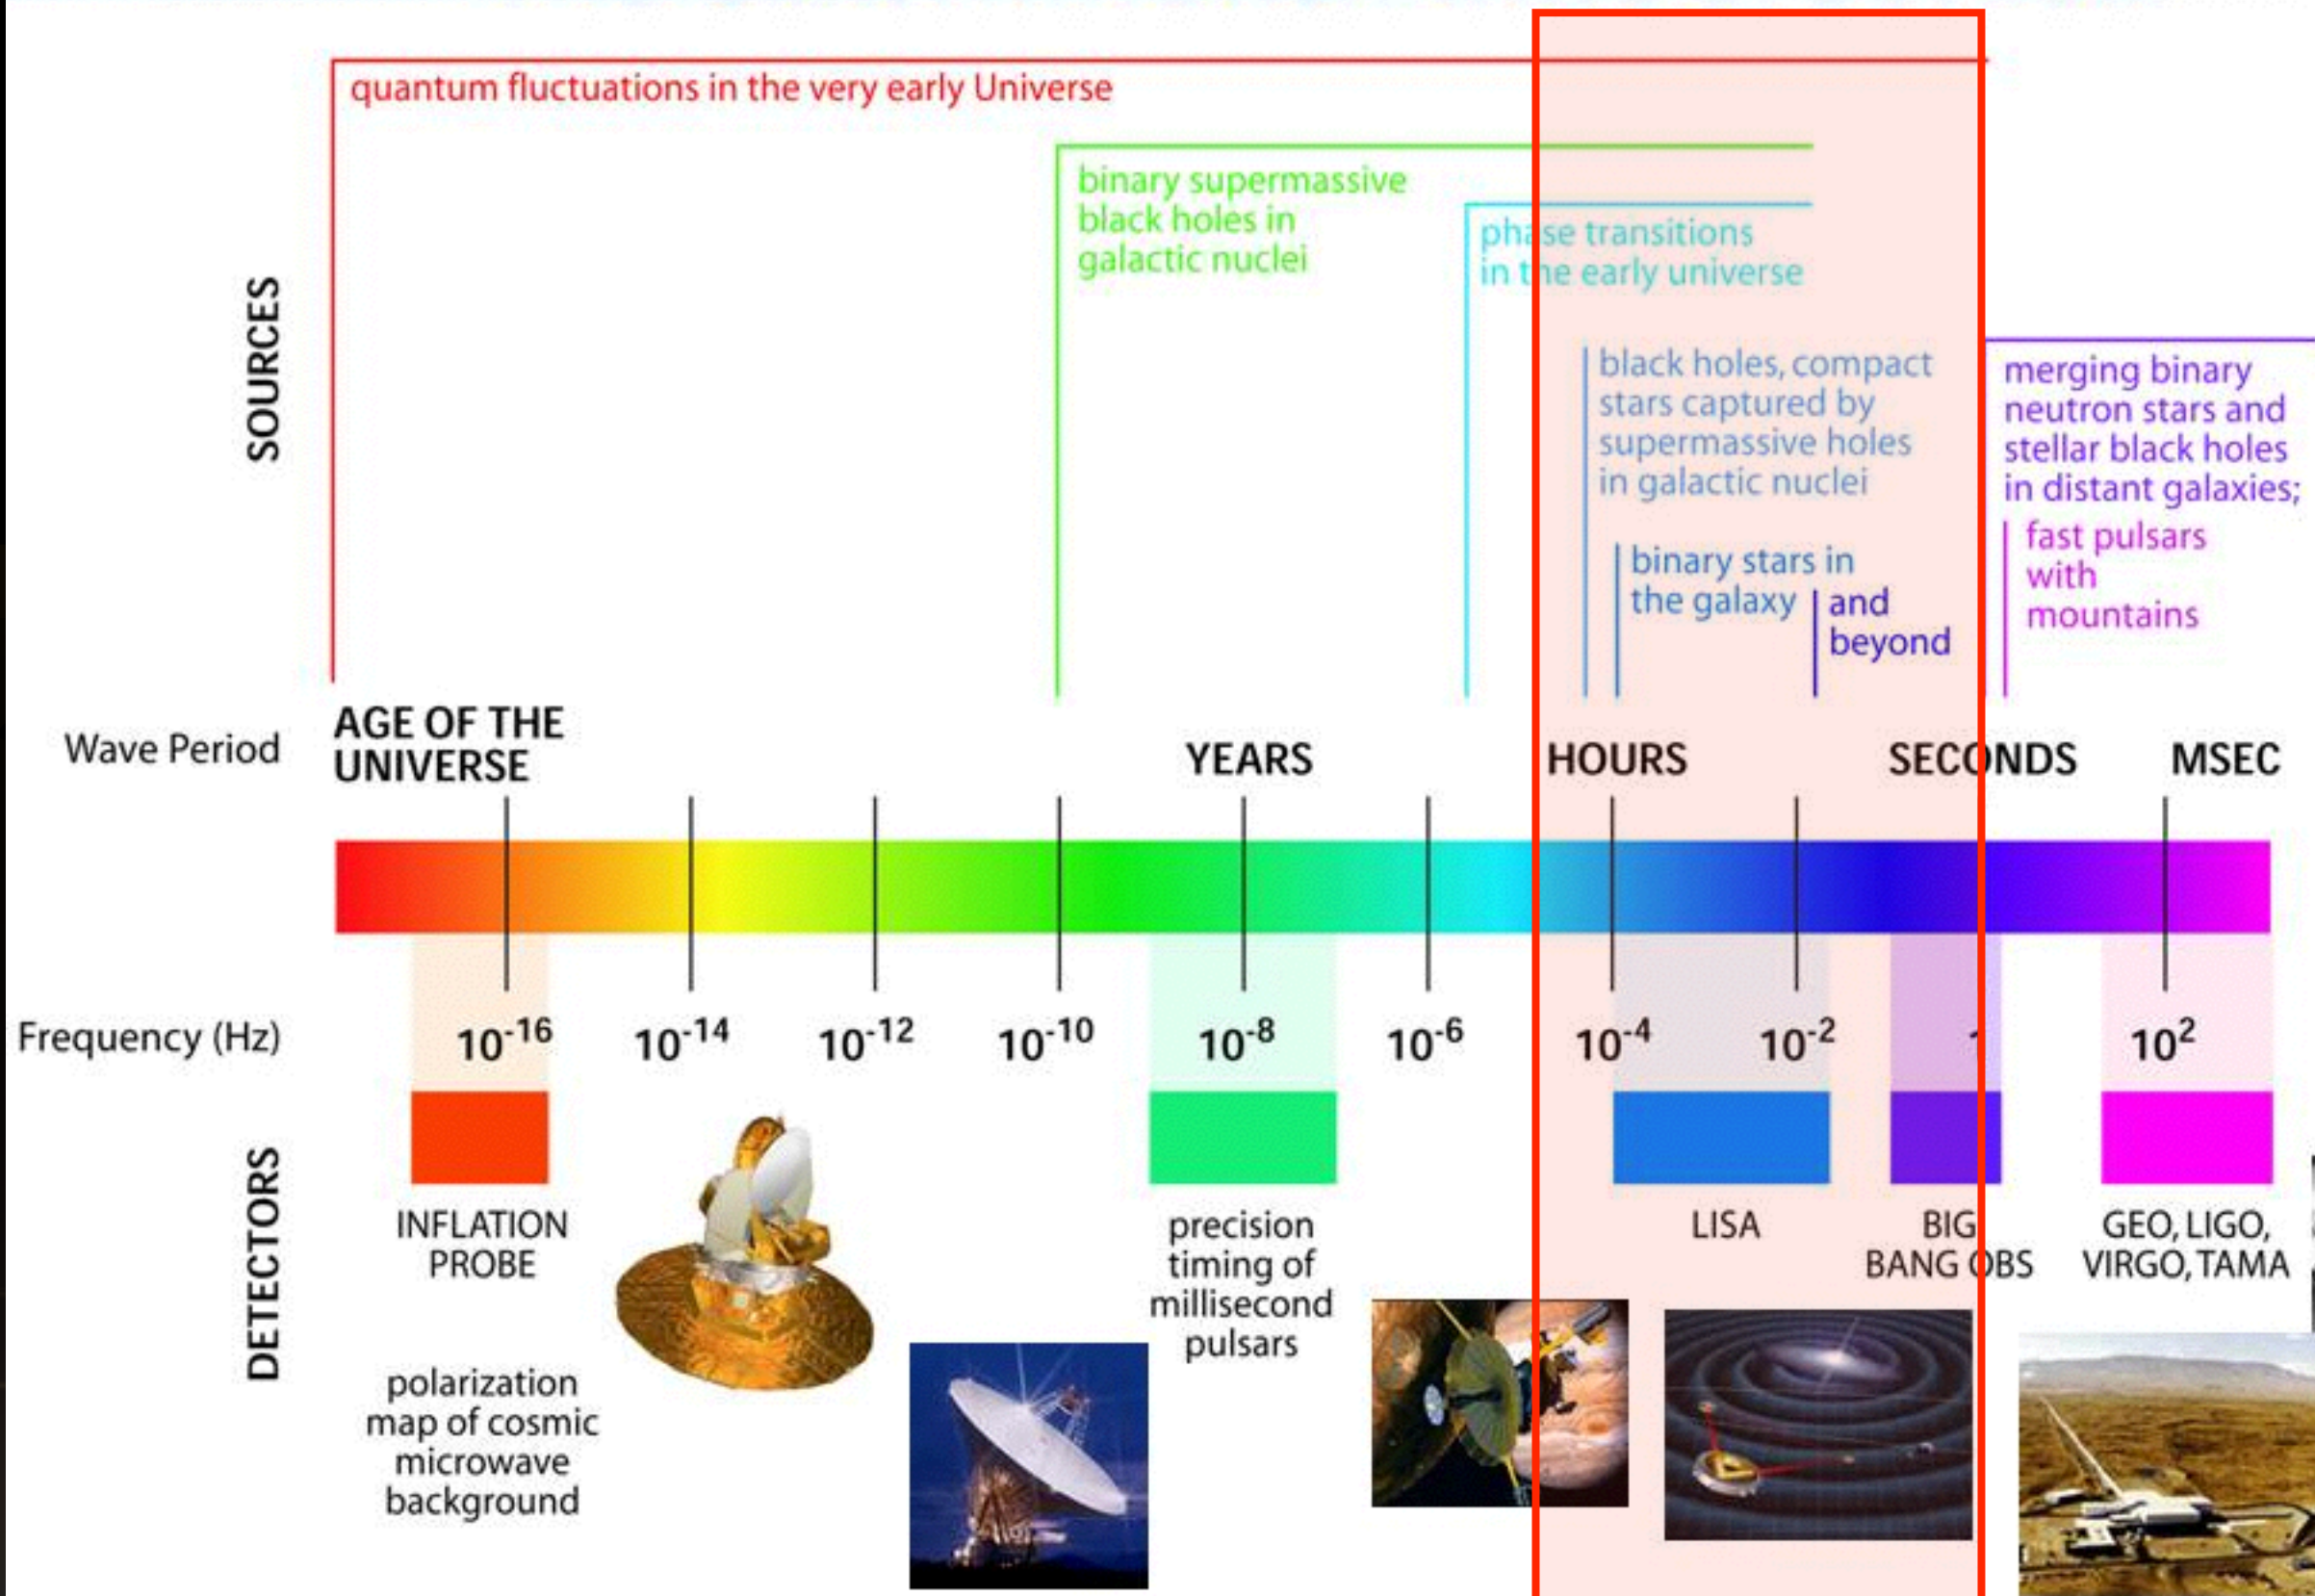 quantum fluctuations in the very early Universe
binary supermassive
black holes in
galactic nuclei
phase transitions
in the early universe
SOURCES
black holes, compact
stars captured by
supermassive holes
in galactic nuclei
merging binary
neutron stars and
stellar black holes
in distant galaxies;
fast pulsars
with
mountains
binary stars in
the galaxy
and
beyond
Wave Period
AGE OF THE
UNIVERSE
YEARS
HOURS
SECONDS
MSEC
Frequency (Hz)
10⁻¹⁶
10⁻¹⁴
10⁻¹²
10⁻¹⁰
10⁻⁸
10⁻⁶
10⁻⁴
10⁻²
1
10²
DETECTORS
INFLATION
PROBE
precision
timing of
millisecond
pulsars
LISA
BIG
BANG OBS
GEO, LIGO,
VIRGO, TAMA
polarization
map of cosmic
microwave
background